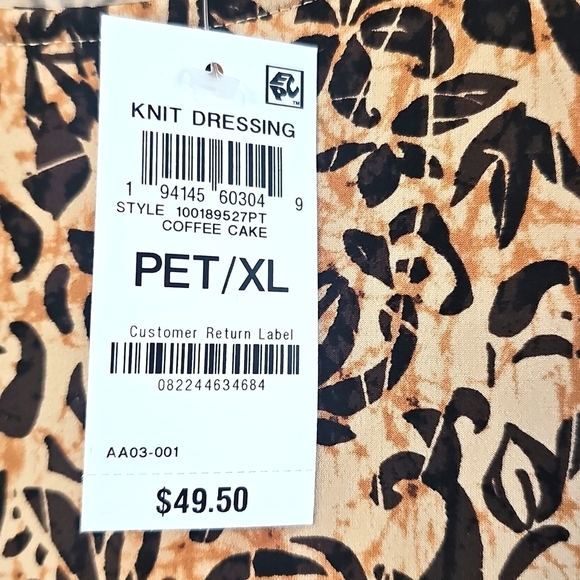 EPC™
KNIT DRESSING
1 94145 60304 9
STYLE 100189527PT
COFFEE CAKE
PET/XL
Customer Return Label
082244634684
AA03-001
$49.50